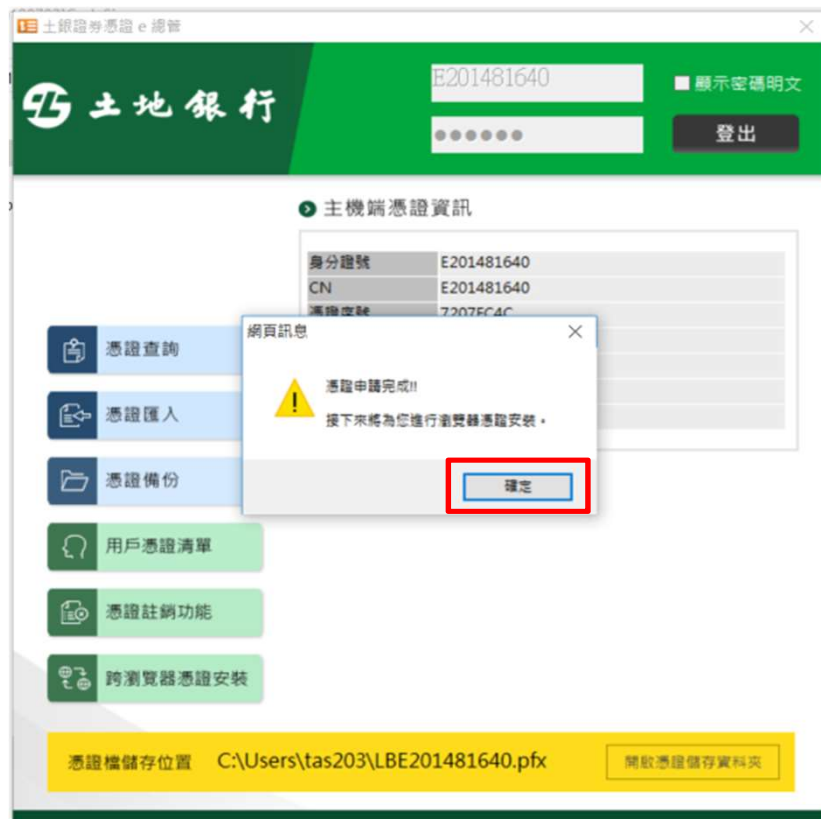 土銀證券憑證 e 總管
土地銀行
E201481640
顯示密碼明文
●●●●●●
登出
主機端憑證資訊
身分證號 E201481640
CN E201481640
憑證序號 7207FC4C
網頁訊息
憑證申請完成!!
接下來將為您進行瀏覽器憑證安裝。
確定
憑證查詢
憑證匯入
憑證備份
用戶憑證清單
憑證註銷功能
跨瀏覽器憑證安裝
憑證檔儲存位置 C:\Users\tas203\LBE201481640.pfx 開啟憑證儲存資料夾